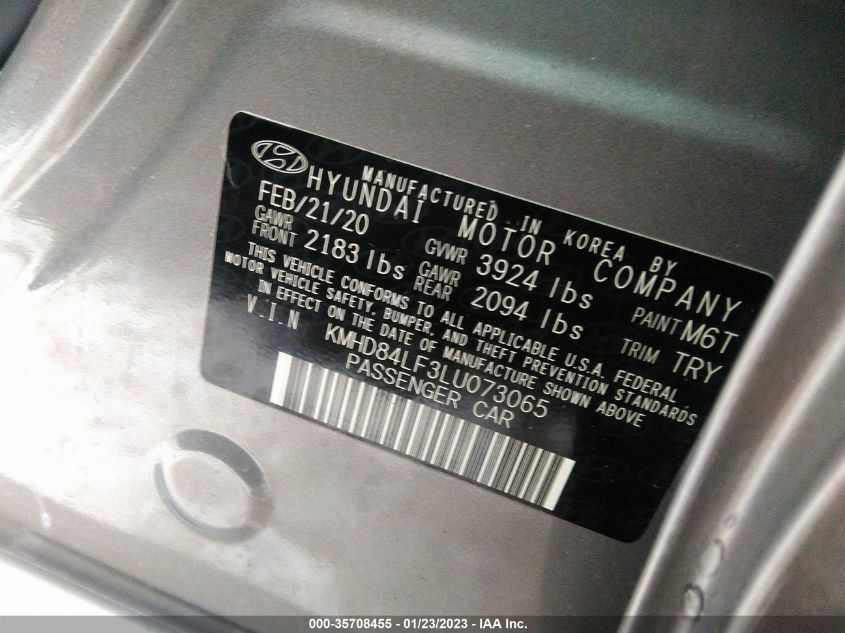 MANUFACTURED IN KOREA BY
HYUNDAI MOTOR COMPANY
FEB/21/20 GVWR 3924 lbs PAINT M6T
GAWR FRONT 2183 lbs GAWR REAR 2094 lbs TRIM TRY
THIS VEHICLE CONFORMS TO ALL APPLICABLE U.S.A. FEDERAL
MOTOR VEHICLE SAFETY, BUMPER, AND THEFT PREVENTION STANDARDS
IN EFFECT ON THE DATE OF MANUFACTURE SHOWN ABOVE
V.I.N KMHD84LF3LU073065
PASSENGER CAR
000-35708455 - 01/23/2023 - IAA Inc.